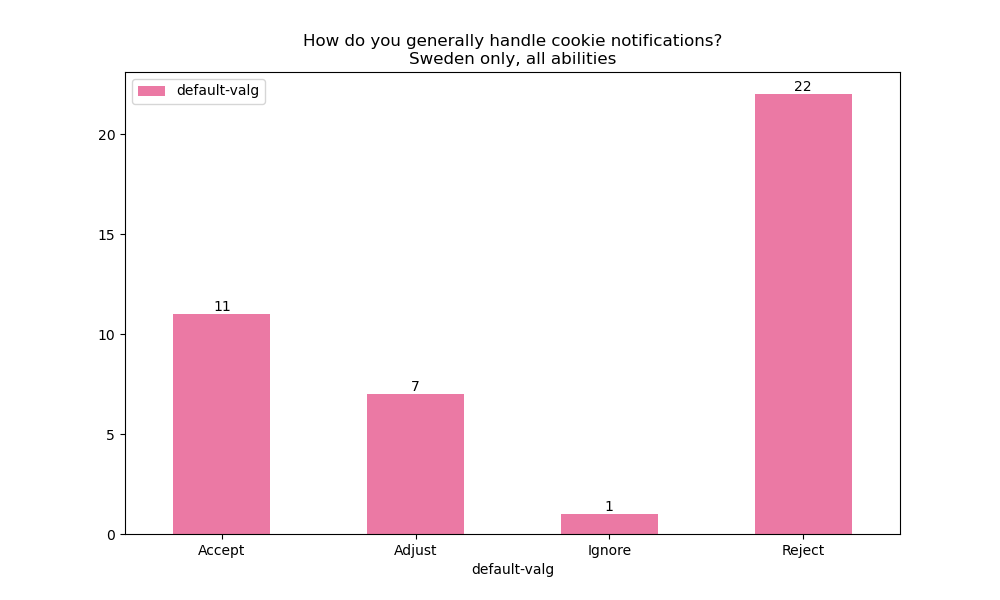 How do you generally handle cookie notifications?
Sweden only, all abilities
default-valg
22
20
15
11
10
7
5
1
0
Accept
Adjust
Ignore
Reject
default-valg